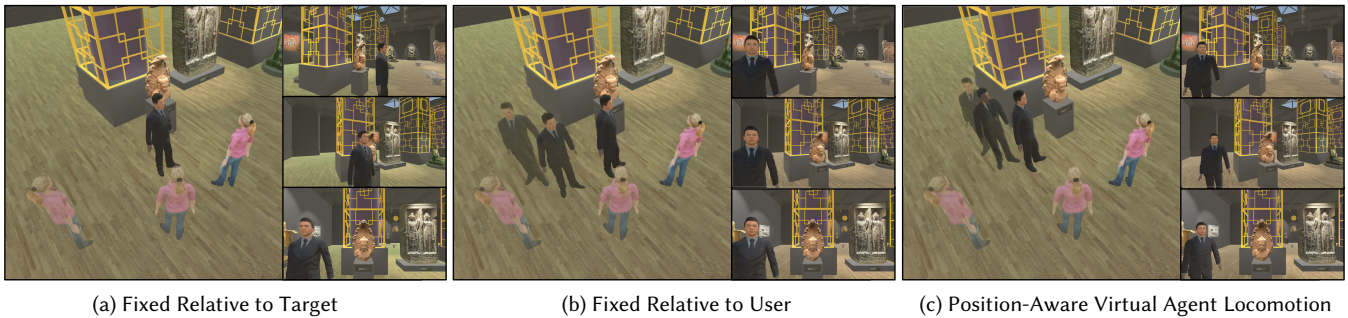 (a) Fixed Relative to Target
(b) Fixed Relative to User
(c) Position-Aware Virtual Agent Locomotion